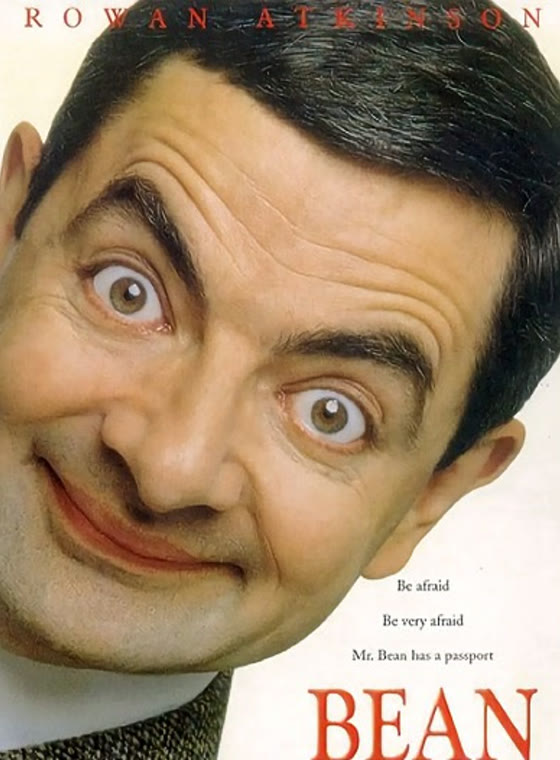 ROWAN ATKINSON
Be afraid
Be very afraid
Mr. Bean has a passport
BEAN